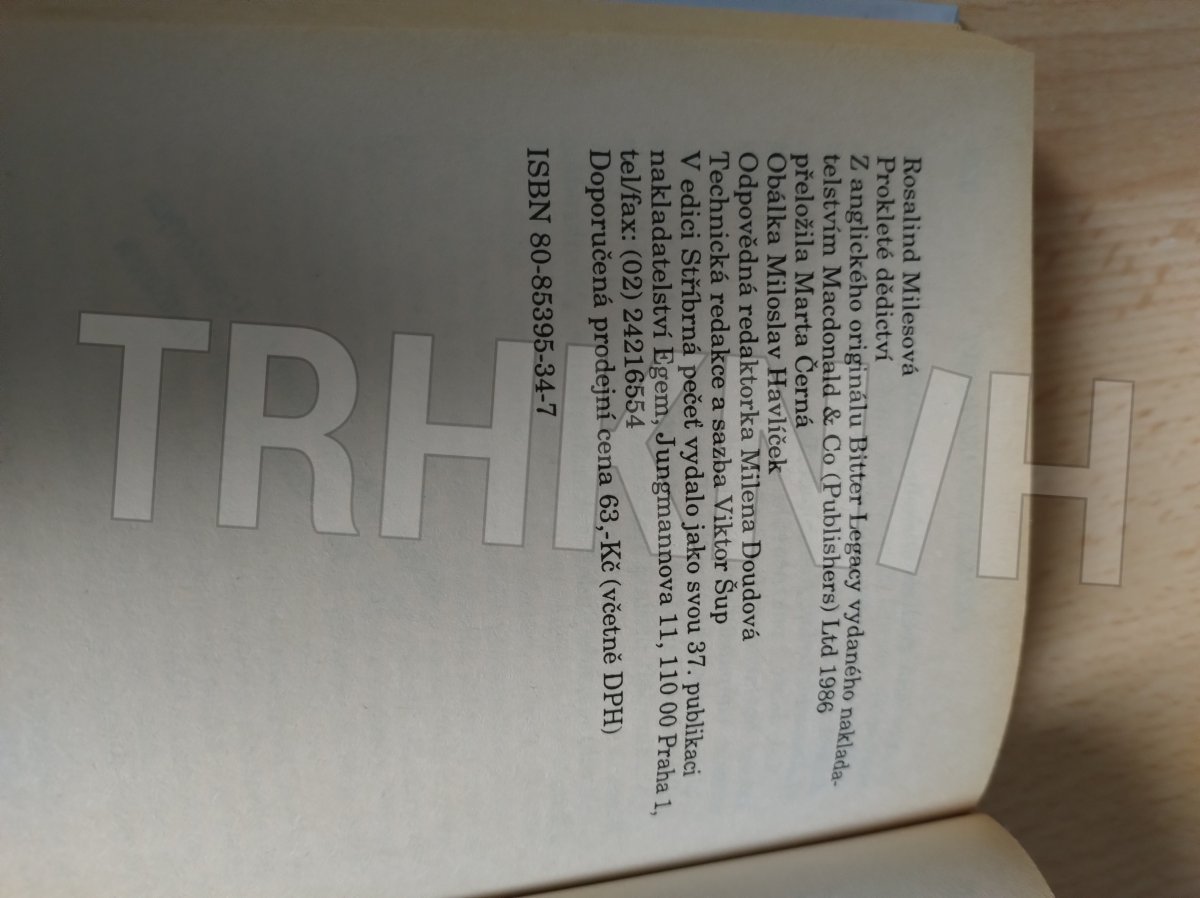 Rosalind Milesová
Prokleté dědictví
Z anglického originálu Bitter Legacy vydaného naklada-
telstvím Macdonald & Co (Publishers) Ltd 1986
přeložila Marta Černá
Obálka Miloslav Havlíček
Odpovědná redaktorka Milena Doudová
Technická redakce a sazba Viktor Šup
V edici Stříbrná pečeť vydalo jako svou 37. publikaci
nakladatelství Egem, Jungmannova 11, 110 00 Praha 1,
tel/fax: (02) 24216554
Doporučená prodejní cena 63,-Kč (včetně DPH)
ISBN 80-85395-34-7